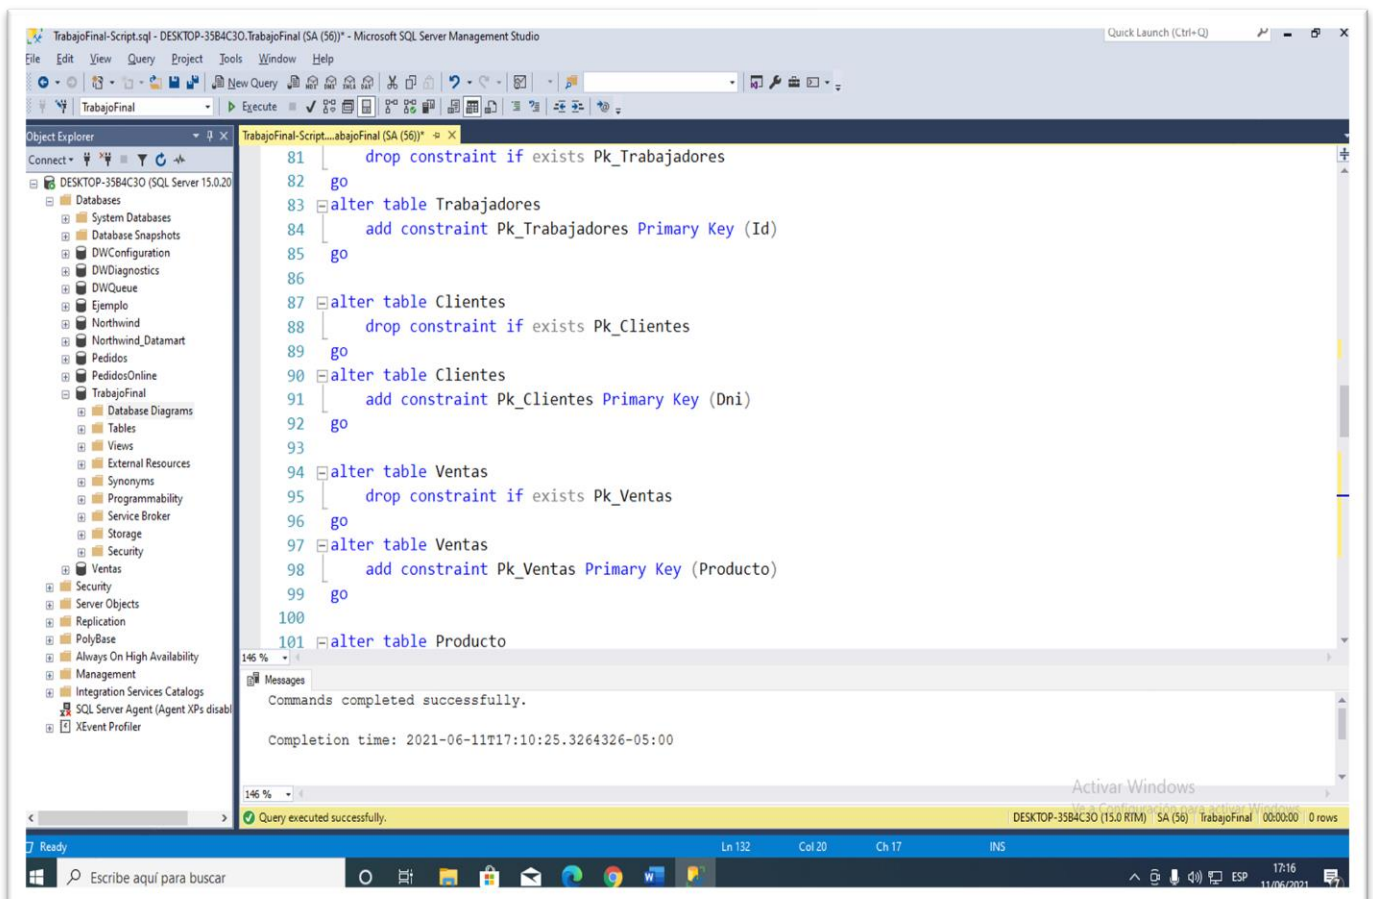 TrabajoFinal-Script.sql - DESKTOP-35B4C3O.TrabajoFinal (SA (56))* - Microsoft SQL Server Management Studio
Quick Launch (Ctrl+Q)
File Edit View Query Project Tools Window Help
New Query
TrabajoFinal
Execute
Object Explorer
TrabajoFinal-Script....abajoFinal (SA (56))*
Connect
DESKTOP-35B4C3O (SQL Server 15.0.20
Databases
System Databases
Database Snapshots
DWConfiguration
DWDiagnostics
DWQueue
Ejemplo
Northwind
Northwind_Datamart
Pedidos
PedidosOnline
TrabajoFinal
Database Diagrams
Tables
Views
External Resources
Synonyms
Programmability
Service Broker
Storage
Security
Ventas
Security
Server Objects
Replication
PolyBase
Always On High Availability
Management
Integration Services Catalogs
SQL Server Agent (Agent XPs disabl
XEvent Profiler
81 drop constraint if exists Pk_Trabajadores
82 go
83 alter table Trabajadores
84 add constraint Pk_Trabajadores Primary Key (Id)
85 go
86
87 alter table Clientes
88 drop constraint if exists Pk_Clientes
89 go
90 alter table Clientes
91 add constraint Pk_Clientes Primary Key (Dni)
92 go
93
94 alter table Ventas
95 drop constraint if exists Pk_Ventas
96 go
97 alter table Ventas
98 add constraint Pk_Ventas Primary Key (Producto)
99 go
100
101 alter table Producto
146 %
Messages
Commands completed successfully.
Completion time: 2021-06-11T17:10:25.3264326-05:00
146 %
Activar Windows
Ve a Configuración para activar Windows.
Query executed successfully.
DESKTOP-35B4C3O (15.0 RTM) SA (56) TrabajoFinal 00:00:00 0 rows
Ready
Ln 132 Col 20 Ch 17 INS
Escribe aquí para buscar
ESP
17:16
11/06/2021